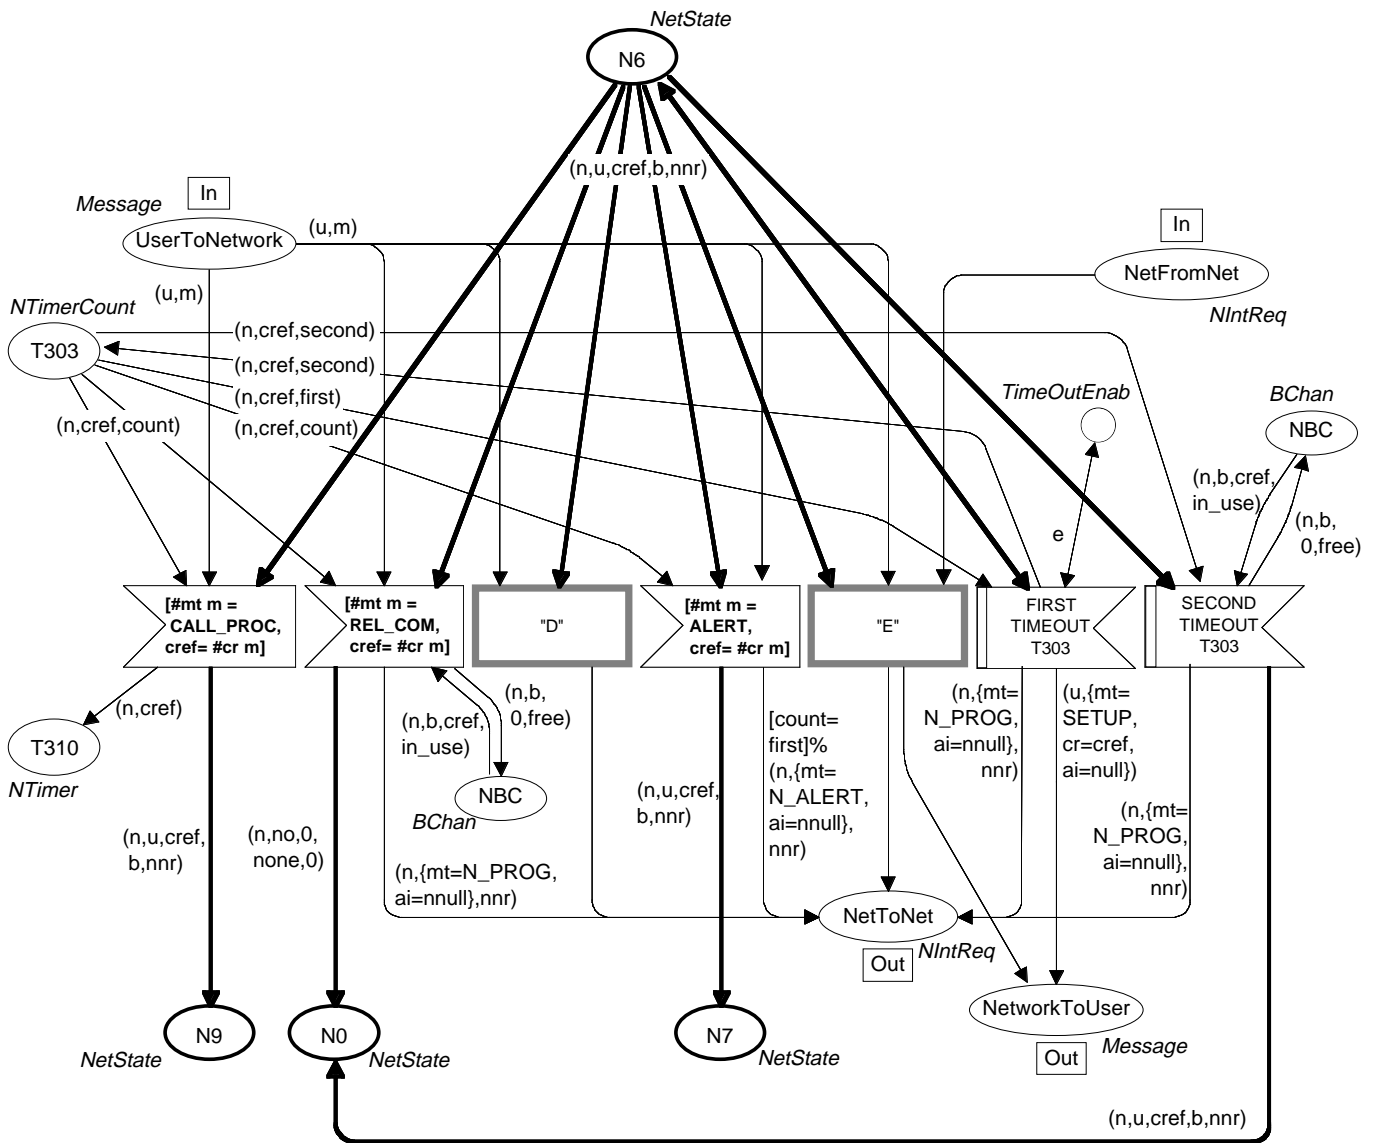 NetState
N6
(n,u,cref,b,nnr)
In
Message
UserToNetwork
(u,m)
(u,m)
In
NetFromNet
NIntReq
NTimerCount
T303
(n,cref,second)
(n,cref,second)
(n,cref,first)
(n,cref,count)
(n,cref,count)
TimeOutEnab
e
BChan
NBC
(n,b,cref,
in_use)
(n,b,
0,free)
[#mt m =
CALL_PROC,
cref= #cr m]
[#mt m =
REL_COM,
cref= #cr m]
"D"
[#mt m =
ALERT,
cref= #cr m]
"E"
FIRST
TIMEOUT
T303
SECOND
TIMEOUT
T303
(n,cref)
T310
NTimer
(n,b,cref,
in_use)
(n,b,
0,free)
NBC
BChan
(n,u,cref,
b,nnr)
(n,no,0,
none,0)
(n,{mt=N_PROG,
ai=nnull},nnr)
(n,u,cref,
b,nnr)
[count=
first]%
(n,{mt=
N_ALERT,
ai=nnull},
nnr)
(n,{mt=
N_PROG,
ai=nnull},
nnr)
(u,{mt=
SETUP,
cr=cref,
ai=null})
(n,{mt=
N_PROG,
ai=nnull},
nnr)
NetToNet
NIntReq
Out
NetworkToUser
Message
Out
N9
NetState
N0
NetState
N7
NetState
(n,u,cref,b,nnr)